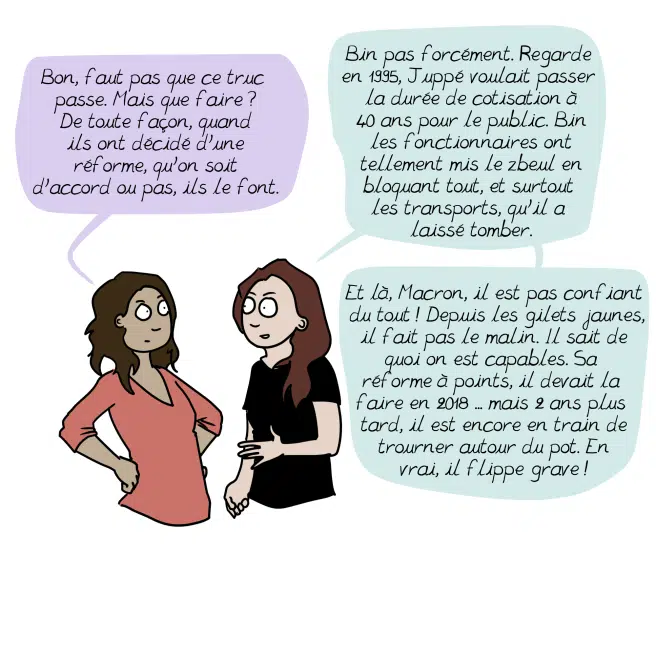 Bon, faut pas que ce truc
passe. Mais que faire ?
De toute façon, quand
ils ont décidé d'une
réforme, qu'on soit
d'accord ou pas, ils le font.
Bin pas forcément. Regarde
en 1995, Juppé voulait passer
la durée de cotisation à
40 ans pour le public. Bin
les fonctionnaires ont
tellement mis le zbeul en
bloquant tout, et surtout
les transports, qu'il a
laissé tomber.
Et là, Macron, il est pas confiant
du tout ! Depuis les gilets jaunes,
il fait pas le malin. Il sait de
quoi on est capables. Sa
réforme à points, il devait la
faire en 2018 ... mais 2 ans plus
tard, il est encore en train de
trourner autour du pot. En
vrai, il flippe grave !